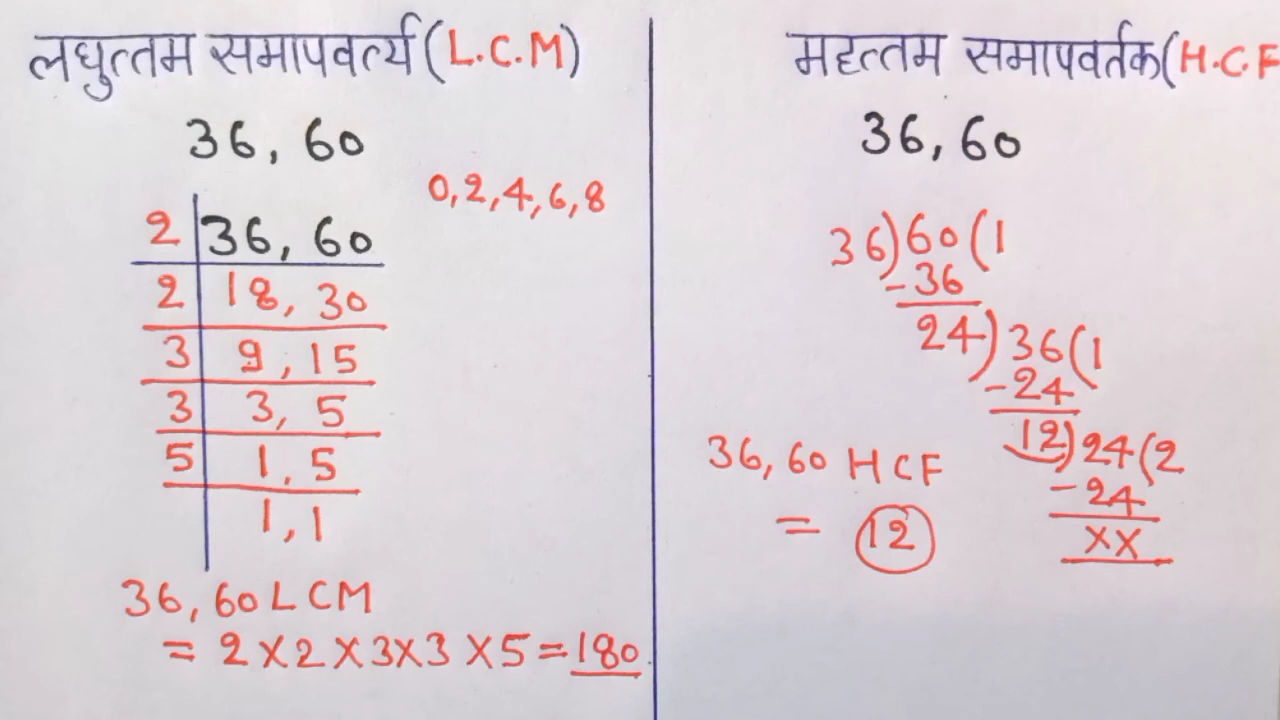 लघुत्तम समापवर्त्य (L.C.M)
36, 60
0, 2, 4, 6, 8
2 | 36, 60
2 | 18, 30
3 | 9, 15
3 | 3, 5
5 | 1, 5
1, 1
36, 60 LCM
= 2 X 2 X 3 X 3 X 5 = 180
महत्तम समापवर्तक (H.C.F
36, 60
36) 60 (1
- 36
24) 36 (1
- 24
12) 24 (2
- 24
XX
36, 60 HCF
= 12